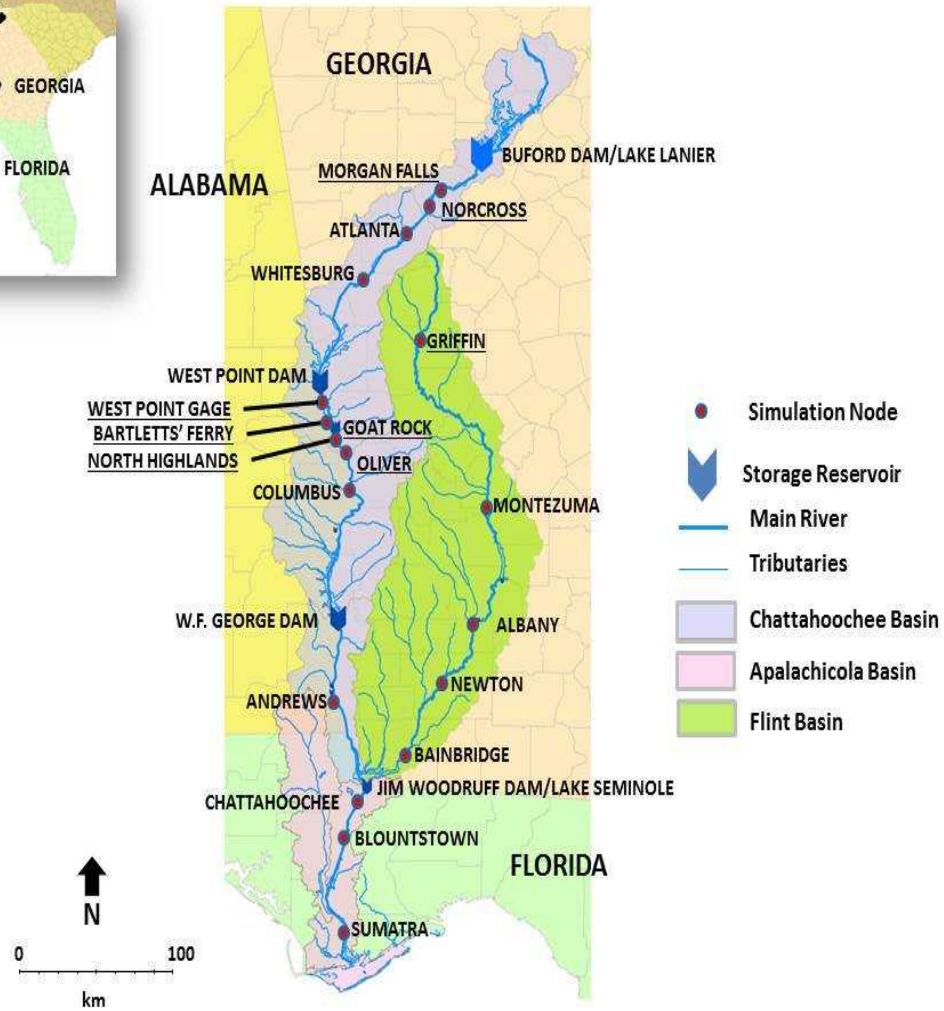 GEORGIA
FLORIDA
GEORGIA
ALABAMA
BUFORD DAM/LAKE LANIER
MORGAN FALLS
NORCROSS
ATLANTA
WHITESBURG
GRIFFIN
WEST POINT DAM
WEST POINT GAGE
BARTLETTS' FERRY
GOAT ROCK
NORTH HIGHLANDS
OLIVER
COLUMBUS
MONTEZUMA
W.F. GEORGE DAM
ALBANY
NEWTON
ANDREWS
BAINBRIDGE
JIM WOODRUFF DAM/LAKE SEMINOLE
CHATTAHOOCHEE
BLOUNTSTOWN
FLORIDA
SUMATRA
N
0 100
km
Simulation Node
Storage Reservoir
Main River
Tributaries
Chattahoochee Basin
Apalachicola Basin
Flint Basin